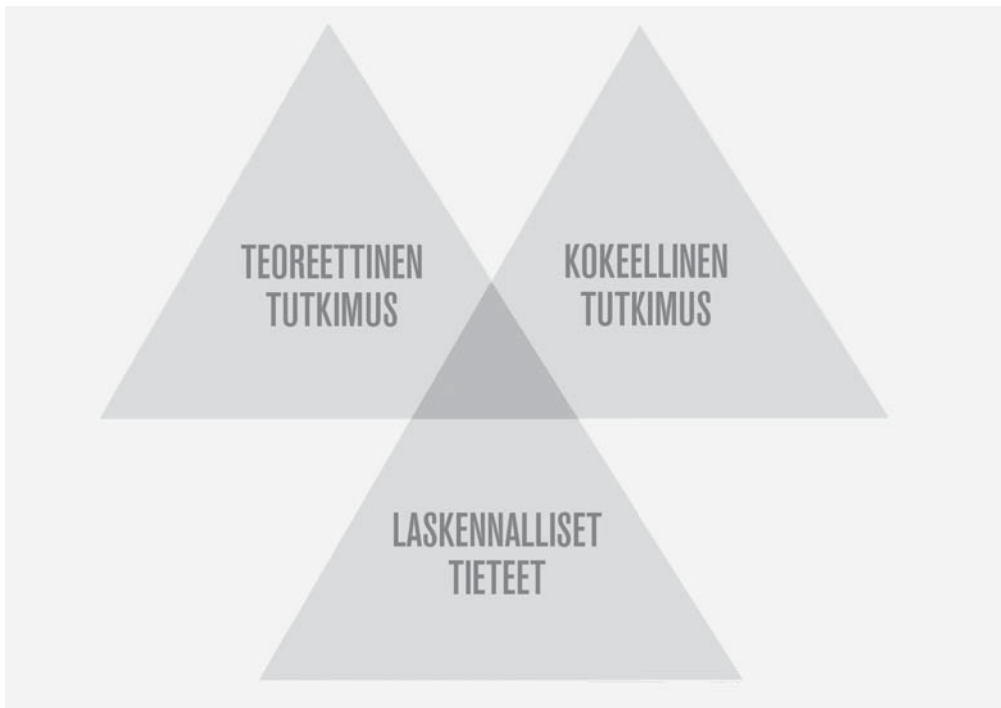 TEOREETTINEN
TUTKIMUS
KOKEELLINEN
TUTKIMUS
LASKENNALLISET
TIETEET